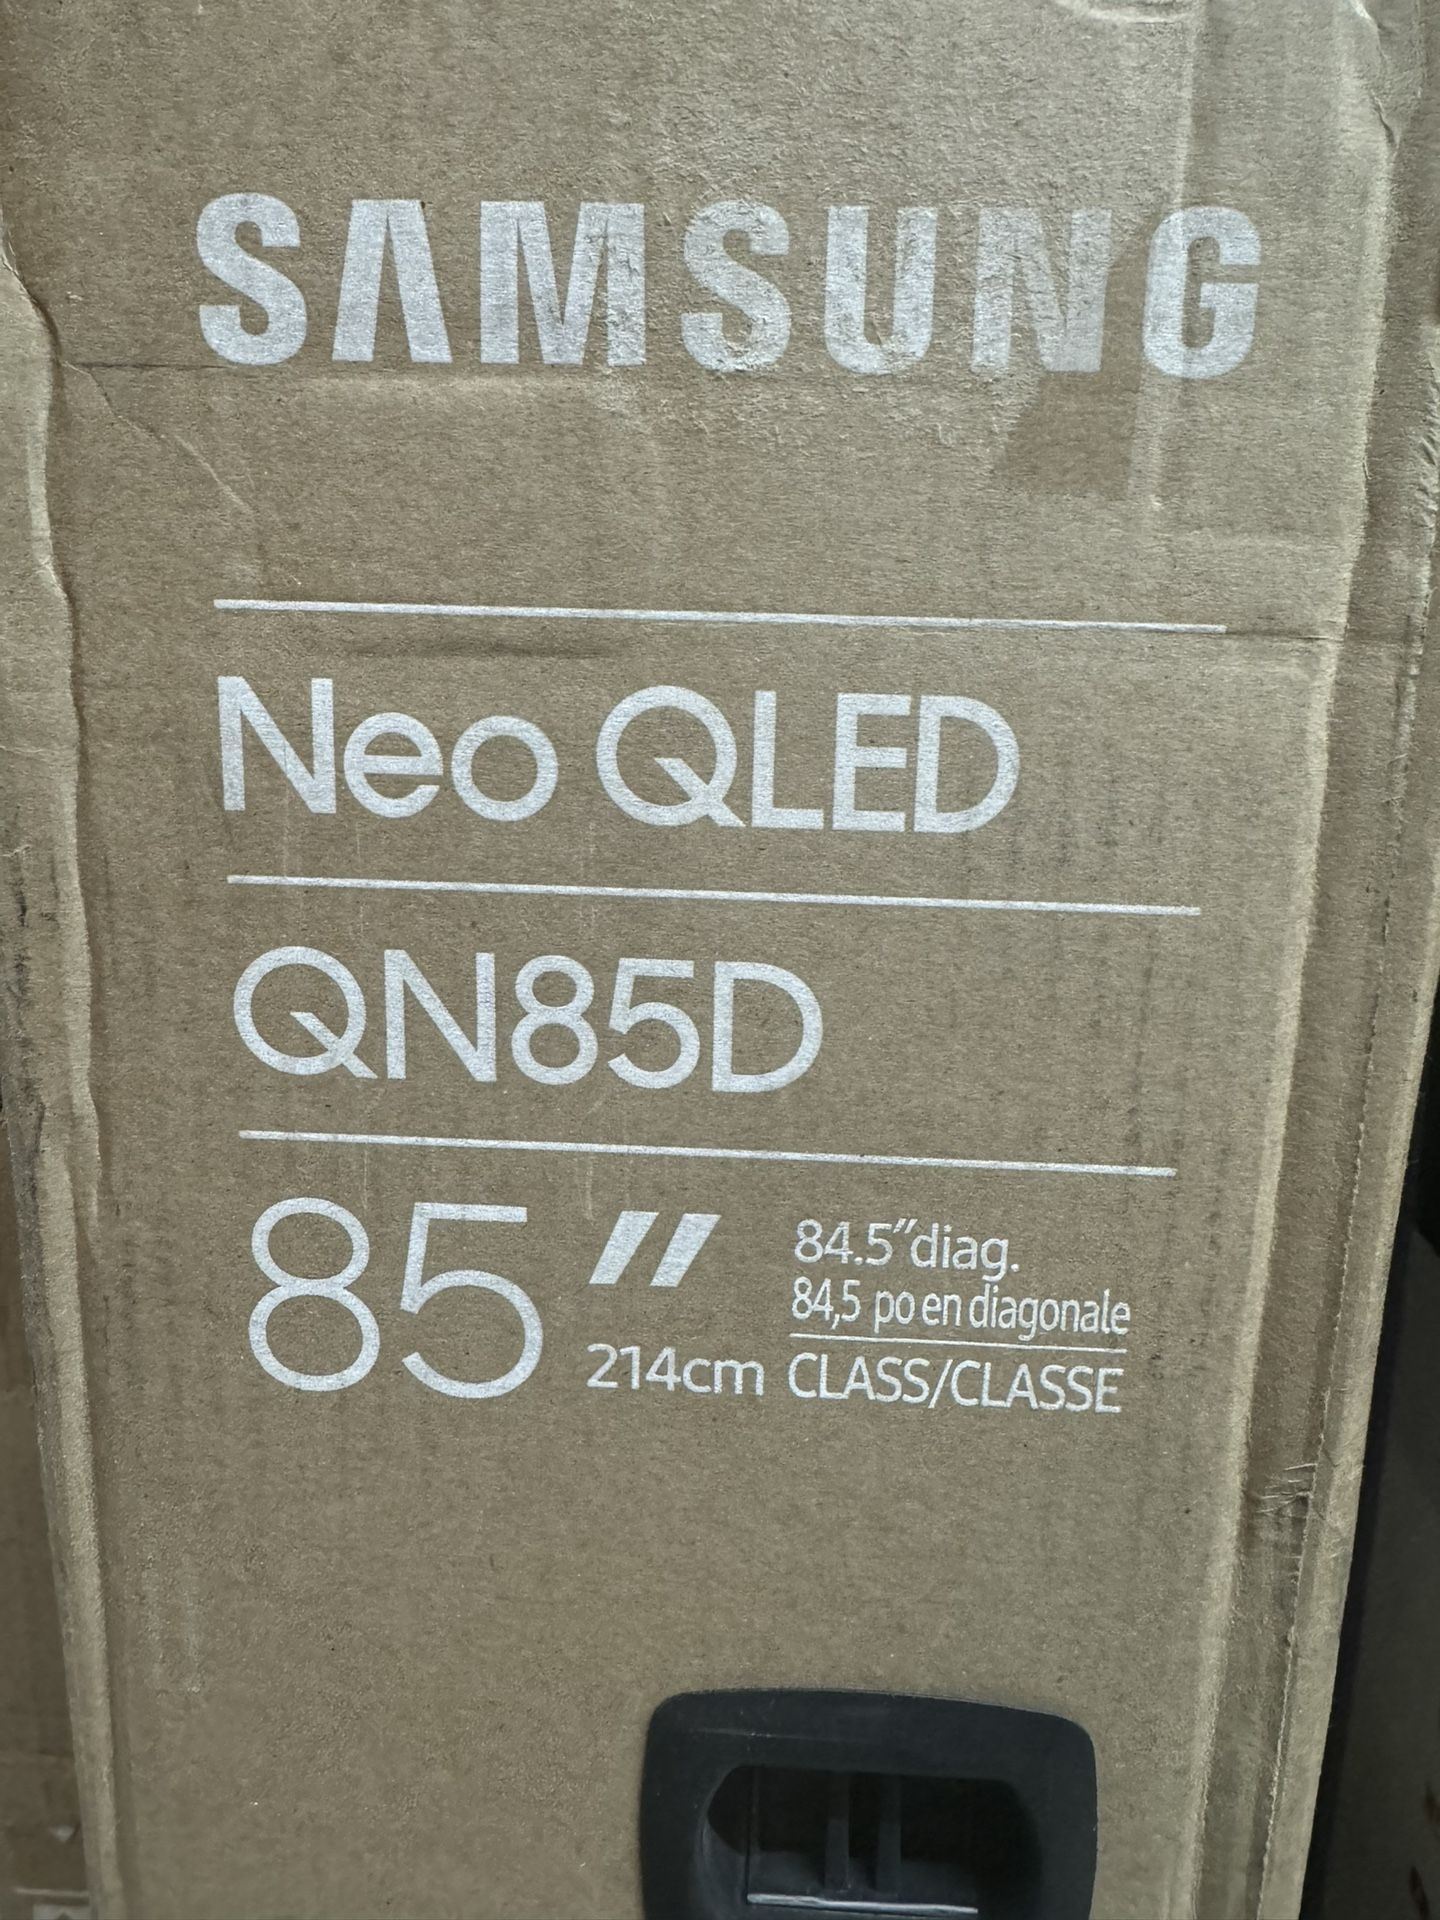 SAMSUNG
Neo QLED
QN85D
85"
214cm
84.5"diag.
84,5 po en diagonale
CLASS/CLASSE